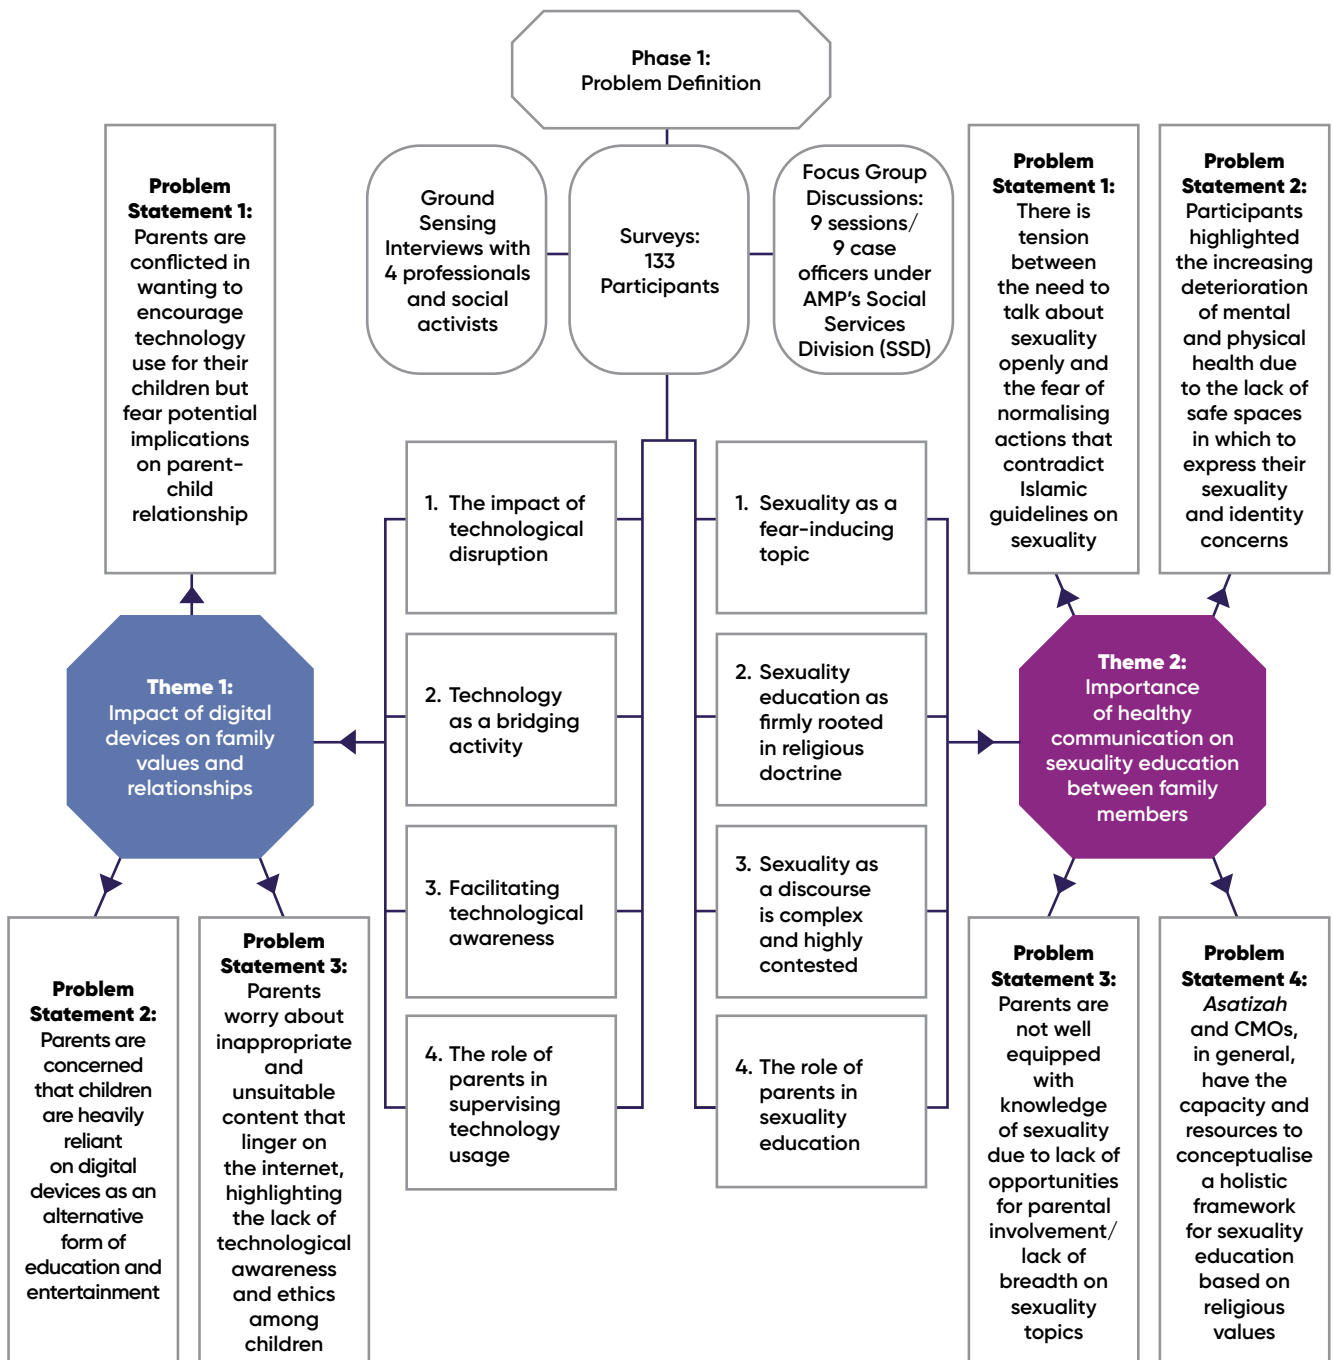 Phase 1:
Problem Definition
Ground
Sensing
Interviews with
4 professionals
and social
activists
Surveys:
133
Participants
Focus Group
Discussions:
9 sessions/
9 case
officers under
AMP's Social
Services
Division (SSD)
Problem
Statement 1:
Parents are
conflicted in
wanting to
encourage
technology
use for their
children but
fear potential
implications
on parent-
child
relationship
Problem
Statement 1:
There is
tension
between
the need to
talk about
sexuality
openly and
the fear of
normalising
actions that
contradict
Islamic
guidelines on
sexuality
Problem
Statement 2:
Participants
highlighted
the increasing
deterioration
of mental
and physical
health due
to the lack of
safe spaces
in which to
express their
sexuality
and identity
concerns
1. The impact of
technological
disruption
2. Technology
as a bridging
activity
3. Facilitating
technological
awareness
4. The role of
parents in
supervising
technology
usage
1. Sexuality as a
fear-inducing
topic
2. Sexuality
education as
firmly rooted
in religious
doctrine
3. Sexuality as
a discourse
is complex
and highly
contested
4. The role of
parents in
sexuality
education
Theme 1:
Impact of digital
devices on family
values and
relationships
Theme 2:
Importance
of healthy
communication on
sexuality education
between family
members
Problem
Statement 2:
Parents are
concerned
that children
are heavily
reliant
on digital
devices as an
alternative
form of
education and
entertainment
Problem
Statement 3:
Parents
worry about
inappropriate
and
unsuitable
content that
linger on
the internet,
highlighting
the lack of
technological
awareness
and ethics
among
children
Problem
Statement 3:
Parents are
not well
equipped
with
knowledge
of sexuality
due to lack of
opportunities
for parental
involvement/
lack of
breadth on
sexuality
topics
Problem
Statement 4:
Asatizah
and CMOs,
in general,
have the
capacity and
resources to
conceptualise
a holistic
framework
for sexuality
education
based on
religious
values